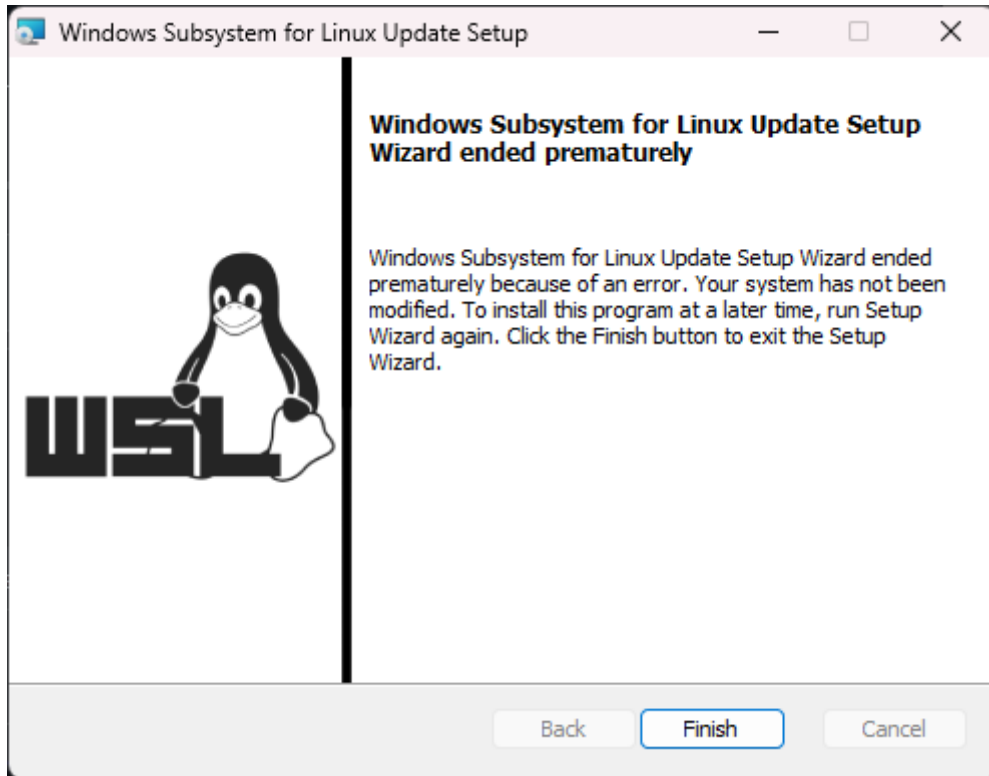 Windows Subsystem for Linux Update Setup
Windows Subsystem for Linux Update Setup
Wizard ended prematurely
Windows Subsystem for Linux Update Setup Wizard ended
prematurely because of an error. Your system has not been
modified. To install this program at a later time, run Setup
Wizard again. Click the Finish button to exit the Setup
Wizard.
WSL
Back Finish Cancel